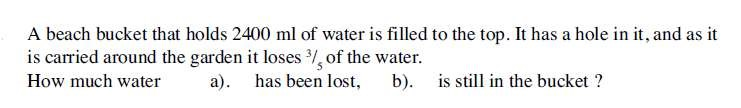 A beach bucket that holds 2400 ml of water is filled to the top. It has a hole in it, and as it
is carried around the garden it loses 3/5 of the water.
How much water a). has been lost, b). is still in the bucket ?